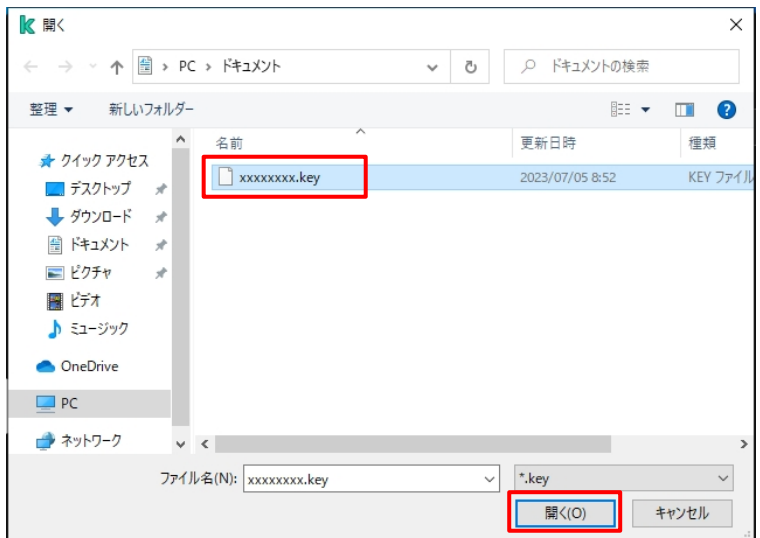 開く
PC > ドキュメント
ドキュメントの検索
整理 新しいフォルダー
名前 更新日時 種類
xxxxxxxx.key 2023/07/05 8:52 KEY ファイル
クイック アクセス
デスクトップ
ダウンロード
ドキュメント
ピクチャ
ビデオ
ミュージック
OneDrive
PC
ネットワーク
ファイル名(N): xxxxxxxx.key *.key
開く(O) キャンセル